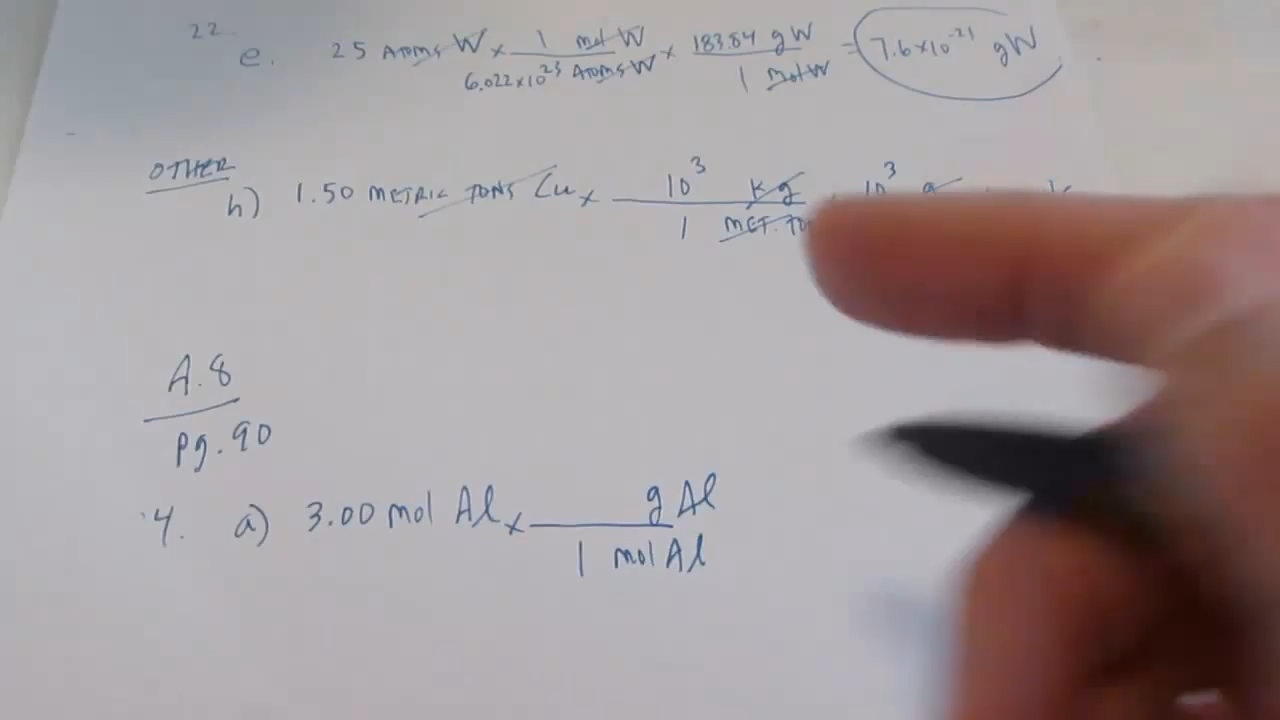 22.
e. 25 Atoms W x 1 mol W / 6.022x10^23 Atoms W x 183.84 g W / 1 mol W = 7.6x10^-21 g W
OTHER
h) 1.50 METRIC TONS Cu x 10^3 kg / 1 MET. TO 10^3 g
A.8
pg. 90
4. a) 3.00 mol Al x g Al / 1 mol Al